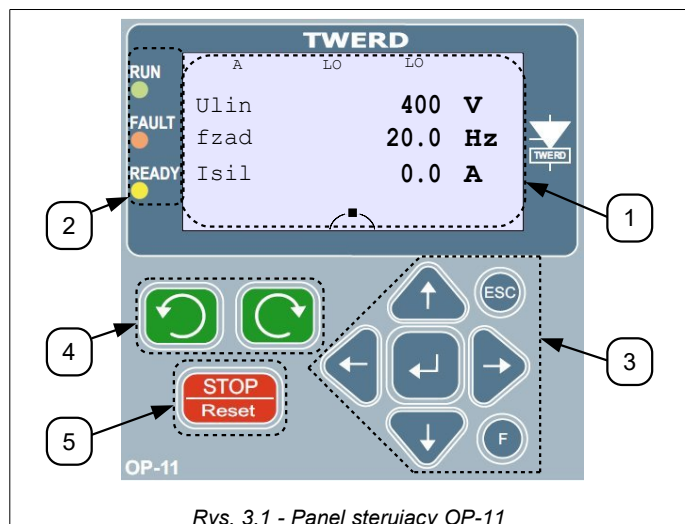 TWERD
RUN
FAULT
READY
A LO LO
Ulin 400 V
fzad 20.0 Hz
Isil 0.0 A
TWERD
1
2
3
4
5
ESC
F
STOP
Reset
OP-11
Rys. 3.1 - Panel sterujący OP-11